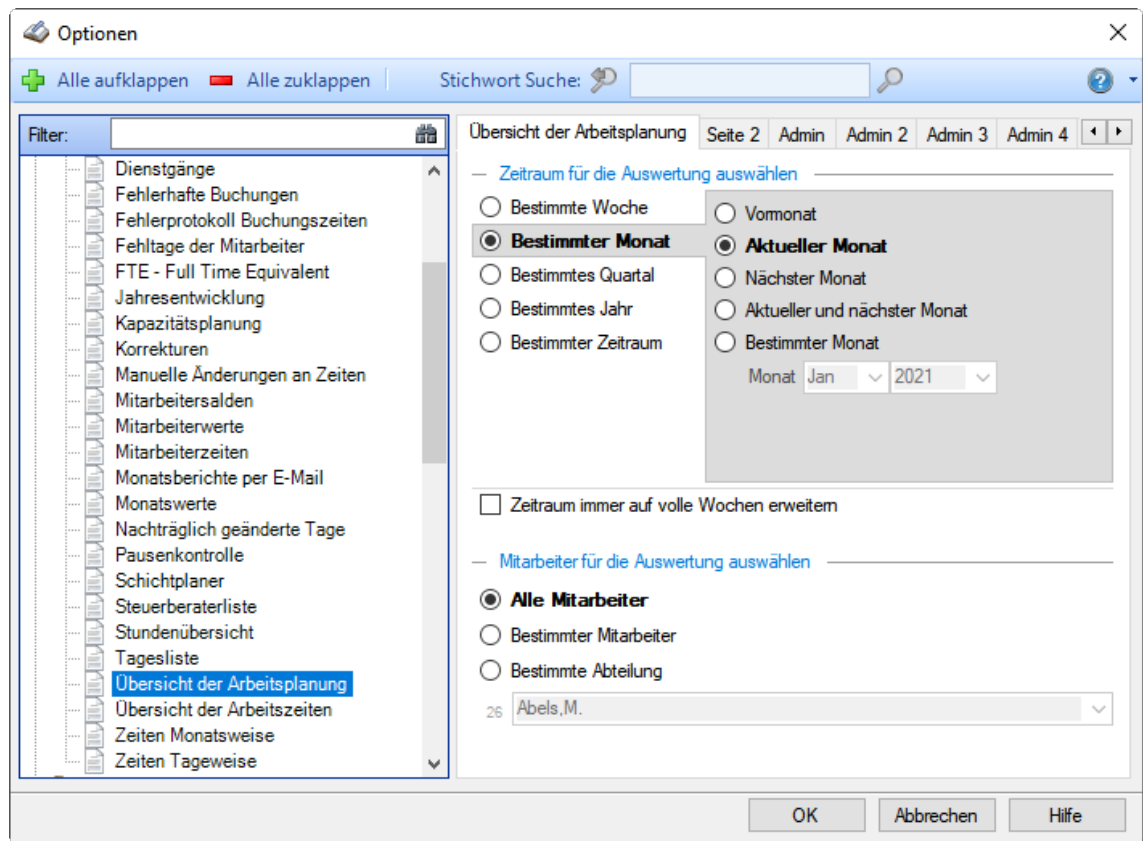 Optionen
Alle aufklappen Alle zuklappen Stichwort Suche:
Filter:
Dienstgänge
Fehlerhafte Buchungen
Fehlerprotokoll Buchungszeiten
Fehltage der Mitarbeiter
FTE - Full Time Equivalent
Jahresentwicklung
Kapazitätsplanung
Korrekturen
Manuelle Änderungen an Zeiten
Mitarbeitersalden
Mitarbeiterwerte
Mitarbeiterzeiten
Monatsberichte per E-Mail
Monatswerte
Nachträglich geänderte Tage
Pausenkontrolle
Schichtplaner
Steuerberaterliste
Stundenübersicht
Tagesliste
Übersicht der Arbeitsplanung
Übersicht der Arbeitszeiten
Zeiten Monatsweise
Zeiten Tageweise
Übersicht der Arbeitsplanung Seite 2 Admin Admin 2 Admin 3 Admin 4
Zeitraum für die Auswertung auswählen
Bestimmte Woche
Bestimmter Monat
Bestimmtes Quartal
Bestimmtes Jahr
Bestimmter Zeitraum
Vormonat
Aktueller Monat
Nächster Monat
Aktueller und nächster Monat
Bestimmter Monat
Monat Jan 2021
Zeitraum immer auf volle Wochen erweitern
Mitarbeiter für die Auswertung auswählen
Alle Mitarbeiter
Bestimmter Mitarbeiter
Bestimmte Abteilung
26 Abels,M.
OK Abbrechen Hilfe